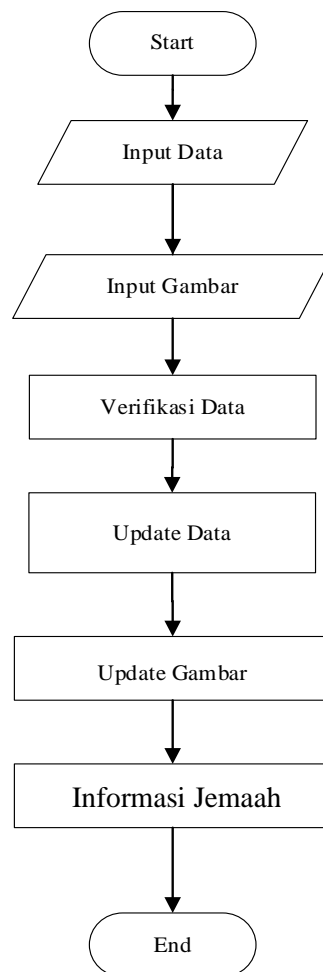 Start
Input Data
Input Gambar
Verifikasi Data
Update Data
Update Gambar
Informasi Jemaah
End